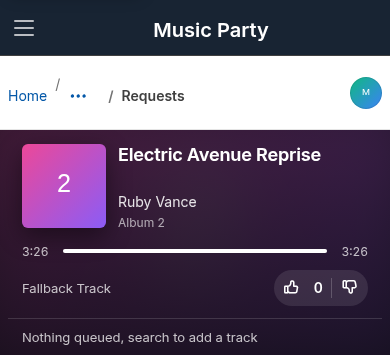 Music Party
Home / ••• / Requests
M
2
Electric Avenue Reprise
Ruby Vance
Album 2
3:26 3:26
Fallback Track 0
Nothing queued, search to add a track